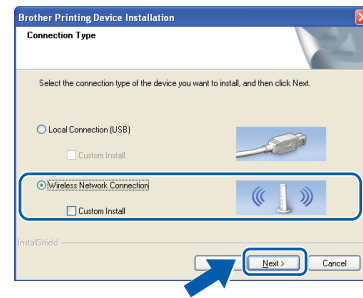 Brother Printing Device Installation
Connection Type
Select the connection type of the device you want to install, and then click Next.
Local Connection (USB)
Custom Install
Wireless Network Connection
Custom Install
InstallShield
Next >
Cancel